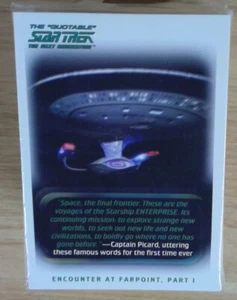 THE "QUOTABLE"
STAR TREK
THE NEXT GENERATION
"Space, the final frontier. These are the
voyages of the Starship ENTERPRISE. Its
continuing mission- to explore strange new
worlds, to seek out new life and new
civilizations, to boldly go where no one has
gone before." —Captain Picard, uttering
these famous words for the first time ever
ENCOUNTER AT FARPOINT, PART I